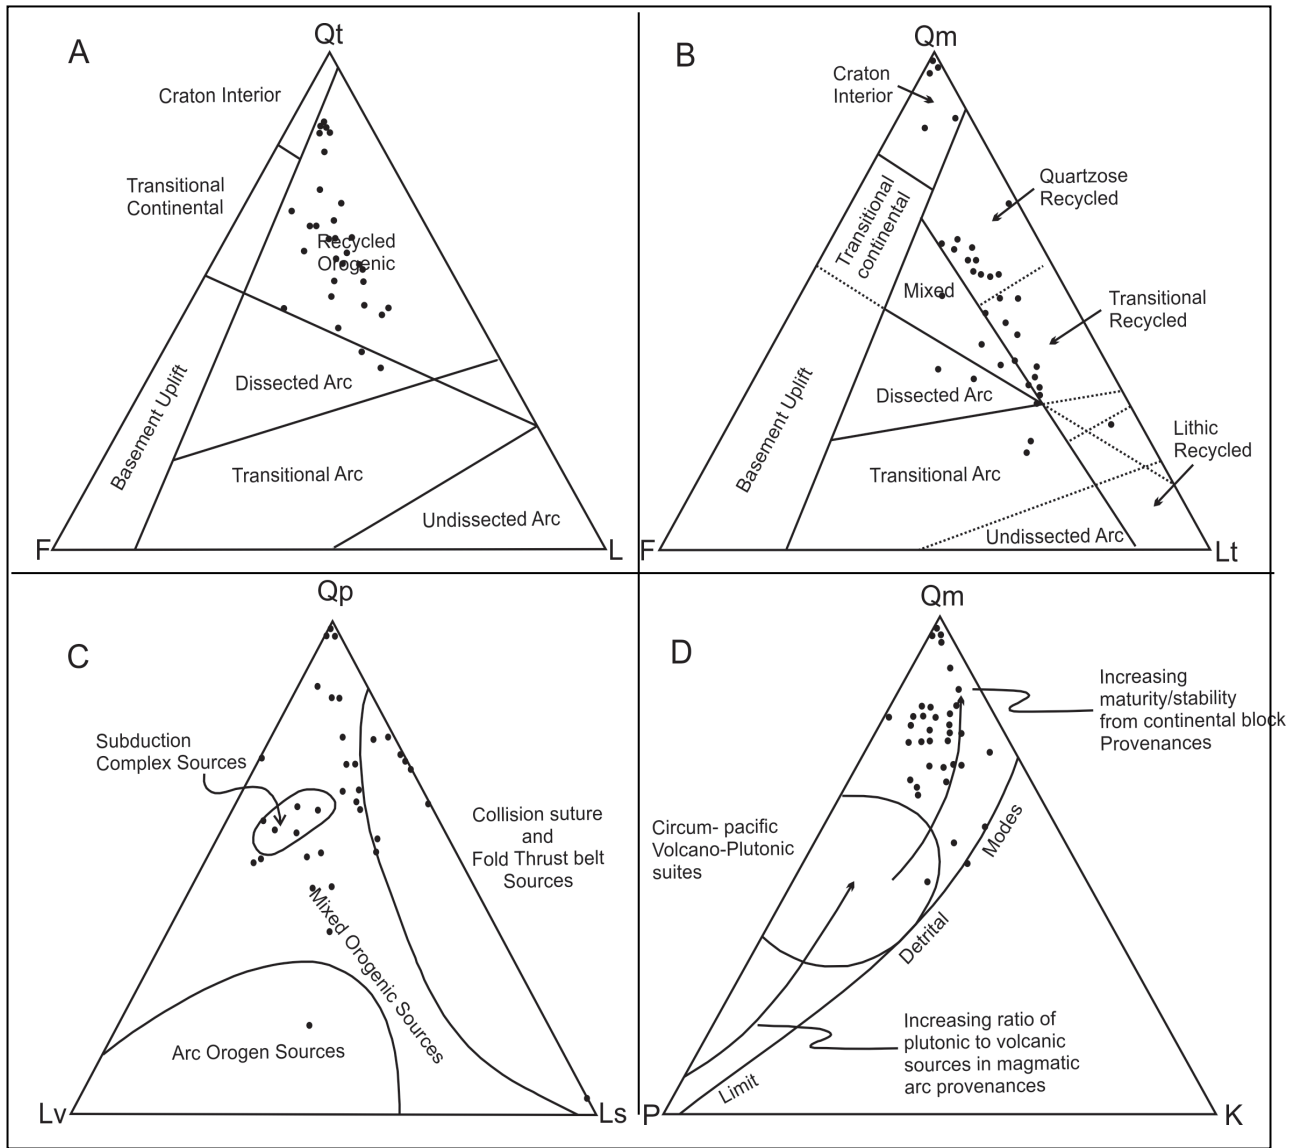 A
Qt
Craton Interior
Transitional
Continental
Recycled
Orogenic
Basement Uplift
Dissected Arc
Transitional Arc
Undissected Arc
F
L
B
Qm
Craton
Interior
Quartzose
Recycled
Transitional
continental
Mixed
Transitional
Recycled
Basement Uplift
Dissected Arc
Lithic
Recycled
Transitional Arc
Undissected Arc
F
Lt
C
Qp
Subduction
Complex Sources
Collision suture
and
Fold Thrust belt
Sources
Mixed Orogenic Sources
Arc Orogen Sources
Lv
Ls
D
Qm
Increasing
maturity/stability
from continental block
Provenances
Circum- pacific
Volcano-Plutonic
suites
Modes
Detrital
Limit
Increasing ratio of
plutonic to volcanic
sources in magmatic
arc provenances
P
K